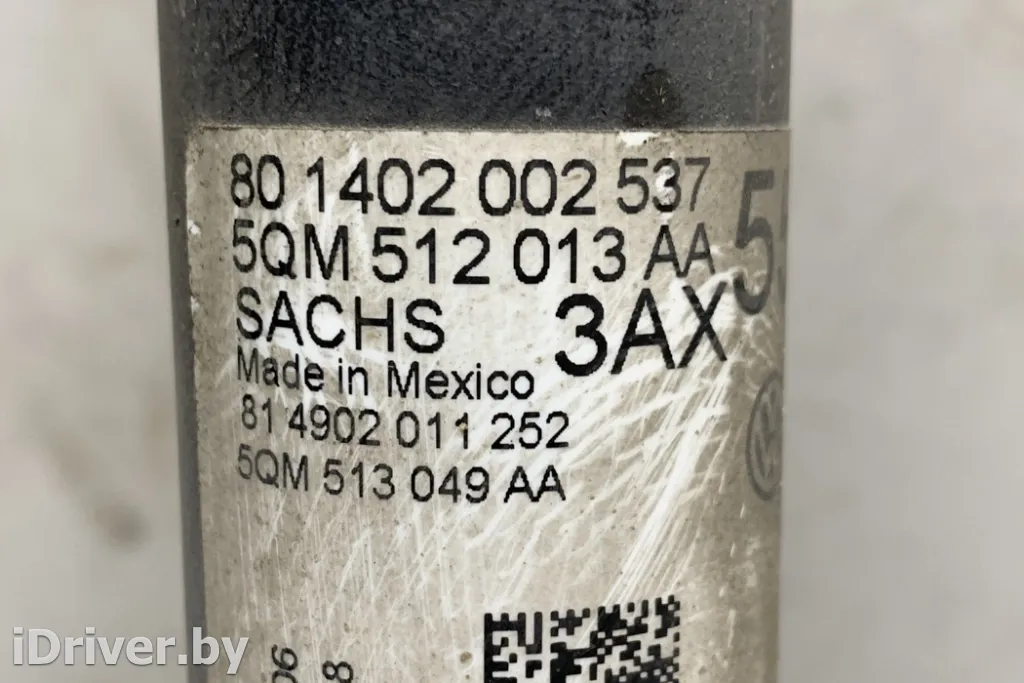 80 1402 002 537
5QM 512 013 AA
SACHS 3AX
Made in Mexico
81 4902 011 252
5QM 513 049 AA
iDriver.by